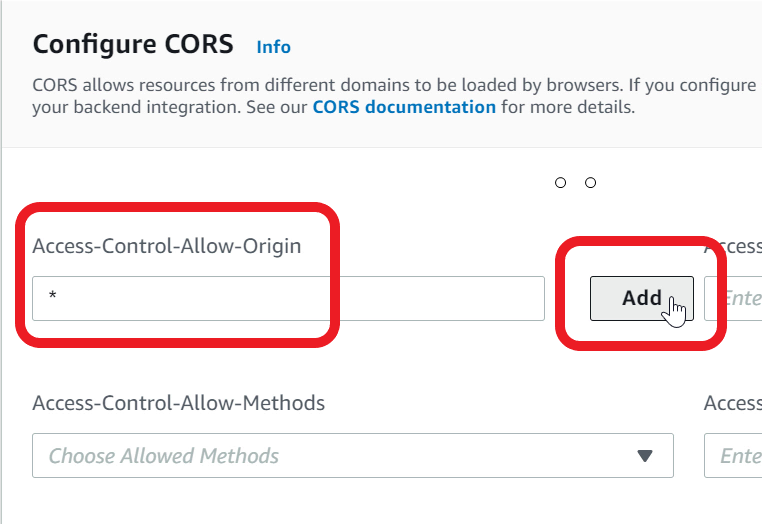 Configure CORS Info
CORS allows resources from different domains to be loaded by browsers. If you configure
your backend integration. See our CORS documentation for more details.
Access-Control-Allow-Origin
Access
*
Add
Enter
Access-Control-Allow-Methods
Access
Choose Allowed Methods
Ente